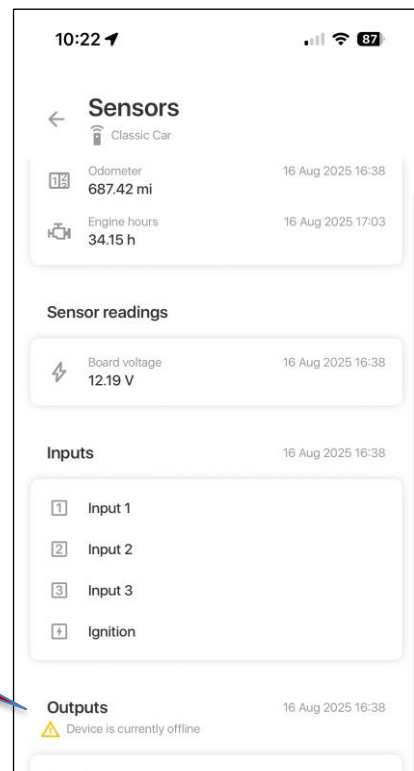 10:22
87
Sensors
Classic Car
Odometer
16 Aug 2025 16:38
687.42 mi
Engine hours
16 Aug 2025 17:03
34.15 h
Sensor readings
Board voltage
16 Aug 2025 16:38
12.19 V
Inputs
16 Aug 2025 16:38
1 Input 1
2 Input 2
3 Input 3
Ignition
Outputs
16 Aug 2025 16:38
Device is currently offline